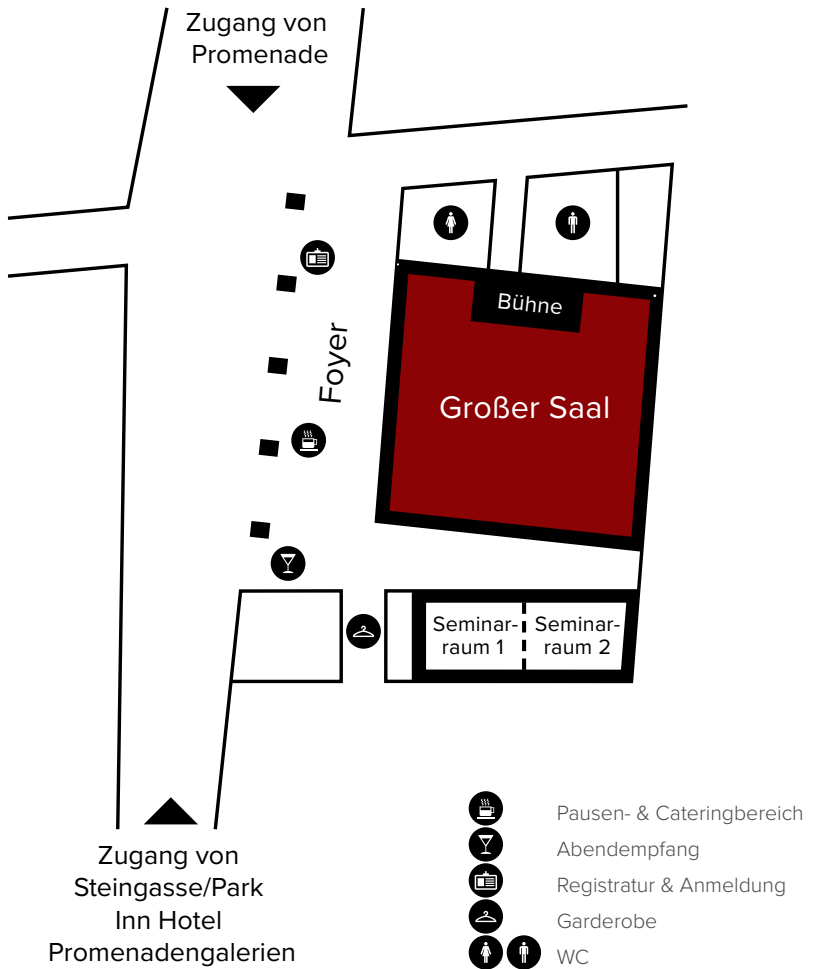 Zugang von
Promenade
Foyer
Bühne
Großer Saal
Seminar-
raum 1
Seminar-
raum 2
Zugang von
Steingasse/Park
Inn Hotel
Promenadengalerien
Pausen- & Cateringbereich
Abendempfang
Registratur & Anmeldung
Garderobe
WC